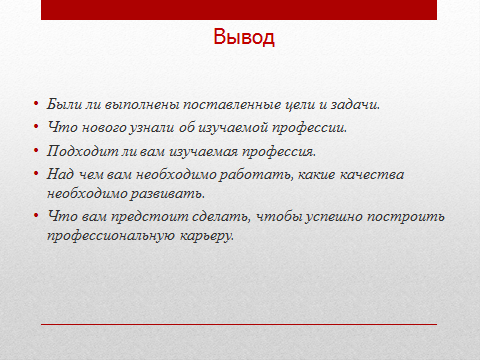 Вывод
• Были ли выполнены поставленные цели и задачи.
• Что нового узнали об изучаемой профессии.
• Подходит ли вам изучаемая профессия.
• Над чем вам необходимо работать, какие качества
необходимо развивать.
• Что вам предстоит сделать, чтобы успешно построить
профессиональную карьеру.